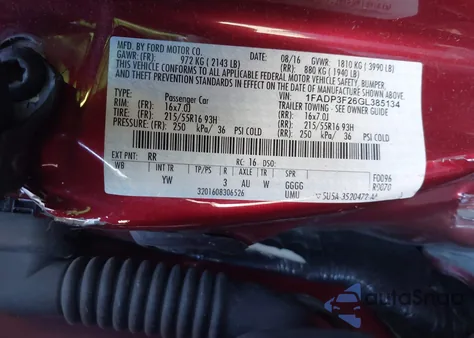 MFD. BY FORD MOTOR CO.
08/16 GVWR: 1810 KG (3990 LB)
GAWR: (FR): 972 KG (2143 LB) (RR): 880 KG (1940 LB)
THIS VEHICLE CONFORMS TO ALL APPLICABLE FEDERAL MOTOR VEHICLE SAFETY, BUMPER,
AND THEFT PREVENTION STANDARDS IN EFFECT ON THE DATE OF MANUFACTURE SHOWN ABOVE.
VIN: 1FADP3F26GL385134
TYPE: Passenger Car TRAILER TOWING - SEE OWNER GUIDE
RIMS: (FR): 16x7.0J (RR): 16x7.0J
TIRES: (FR): 215/55R16 93H (RR): 215/55R16 93H
TIRE PRESSURE: (FR): 250 kPa/ 36 PSI COLD (RR): 250 kPa/ 36 PSI COLD
EXT PNT: RR RC: 16 DSO:
WB INT TR TP/PS R AXLE TR SPR F0096
YW 3 AU W GGGG R9070
3201608306526 UMU
autoSnap